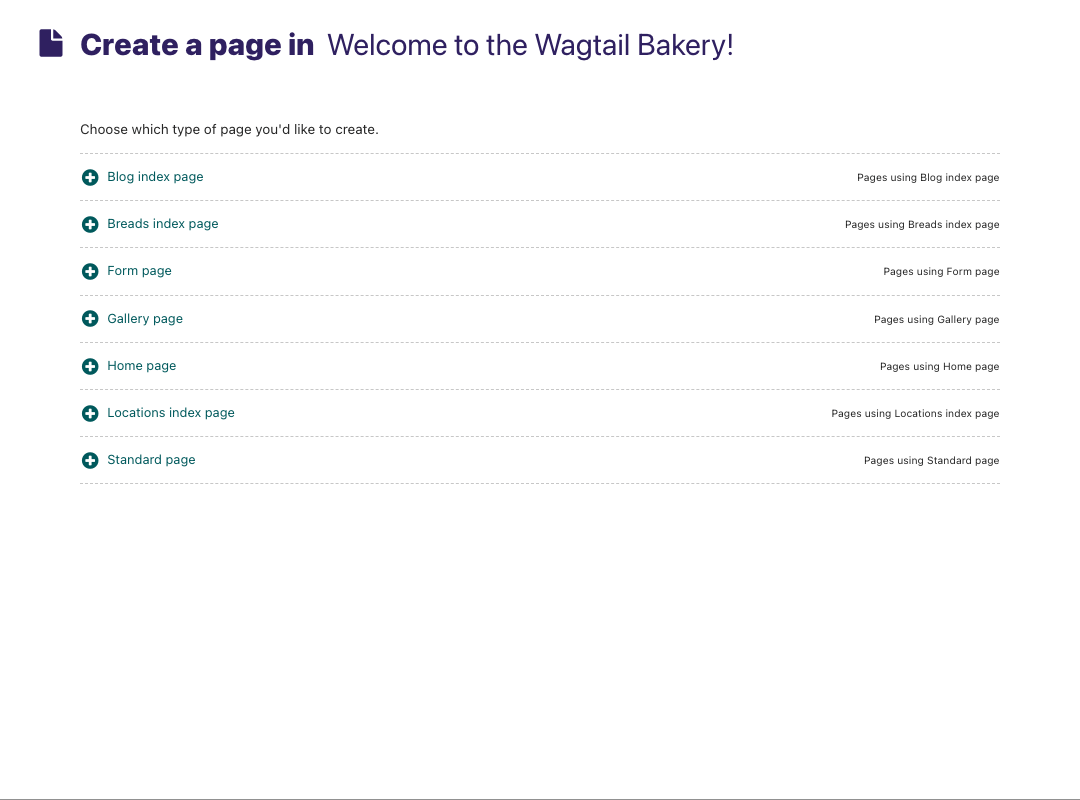 Create a page in Welcome to the Wagtail Bakery!
Choose which type of page you'd like to create.
Blog index page Pages using Blog index page
Breads index page Pages using Breads index page
Form page Pages using Form page
Gallery page Pages using Gallery page
Home page Pages using Home page
Locations index page Pages using Locations index page
Standard page Pages using Standard page